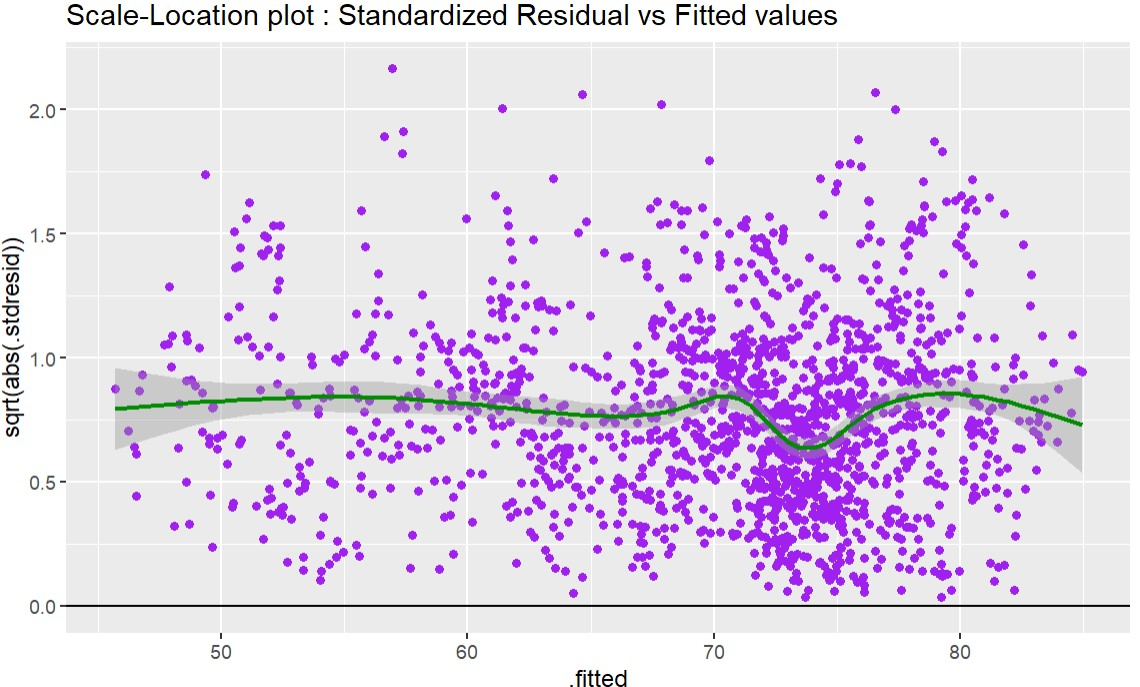 Scale-Location plot : Standardized Residual vs Fitted values
sqrt(abs(.stdresid))
2.0
1.5
1.0
0.5
0.0
50 60 70 80
.fitted